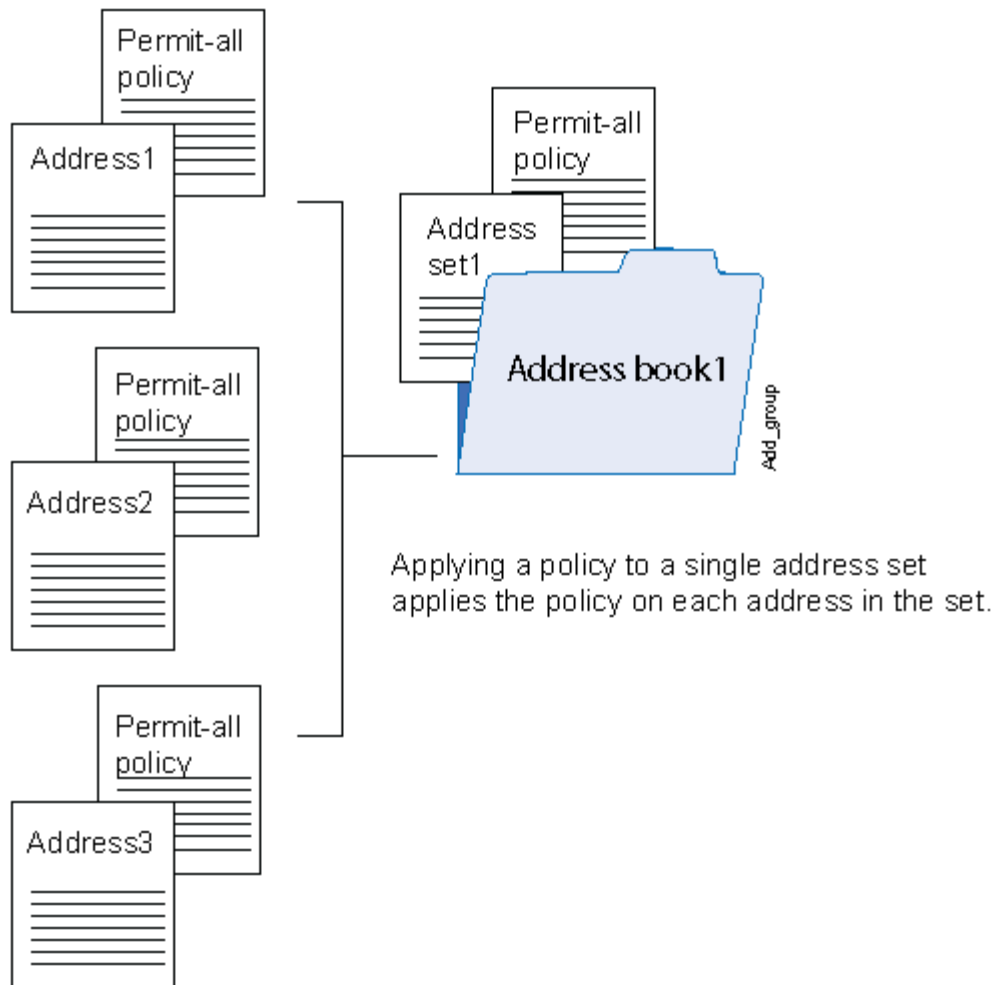 Permit-all
policy
Address1
Permit-all
policy
Address2
Permit-all
policy
Address3
Permit-all
policy
Address
set1
Address book1
Add_group
Applying a policy to a single address set
applies the policy on each address in the set.